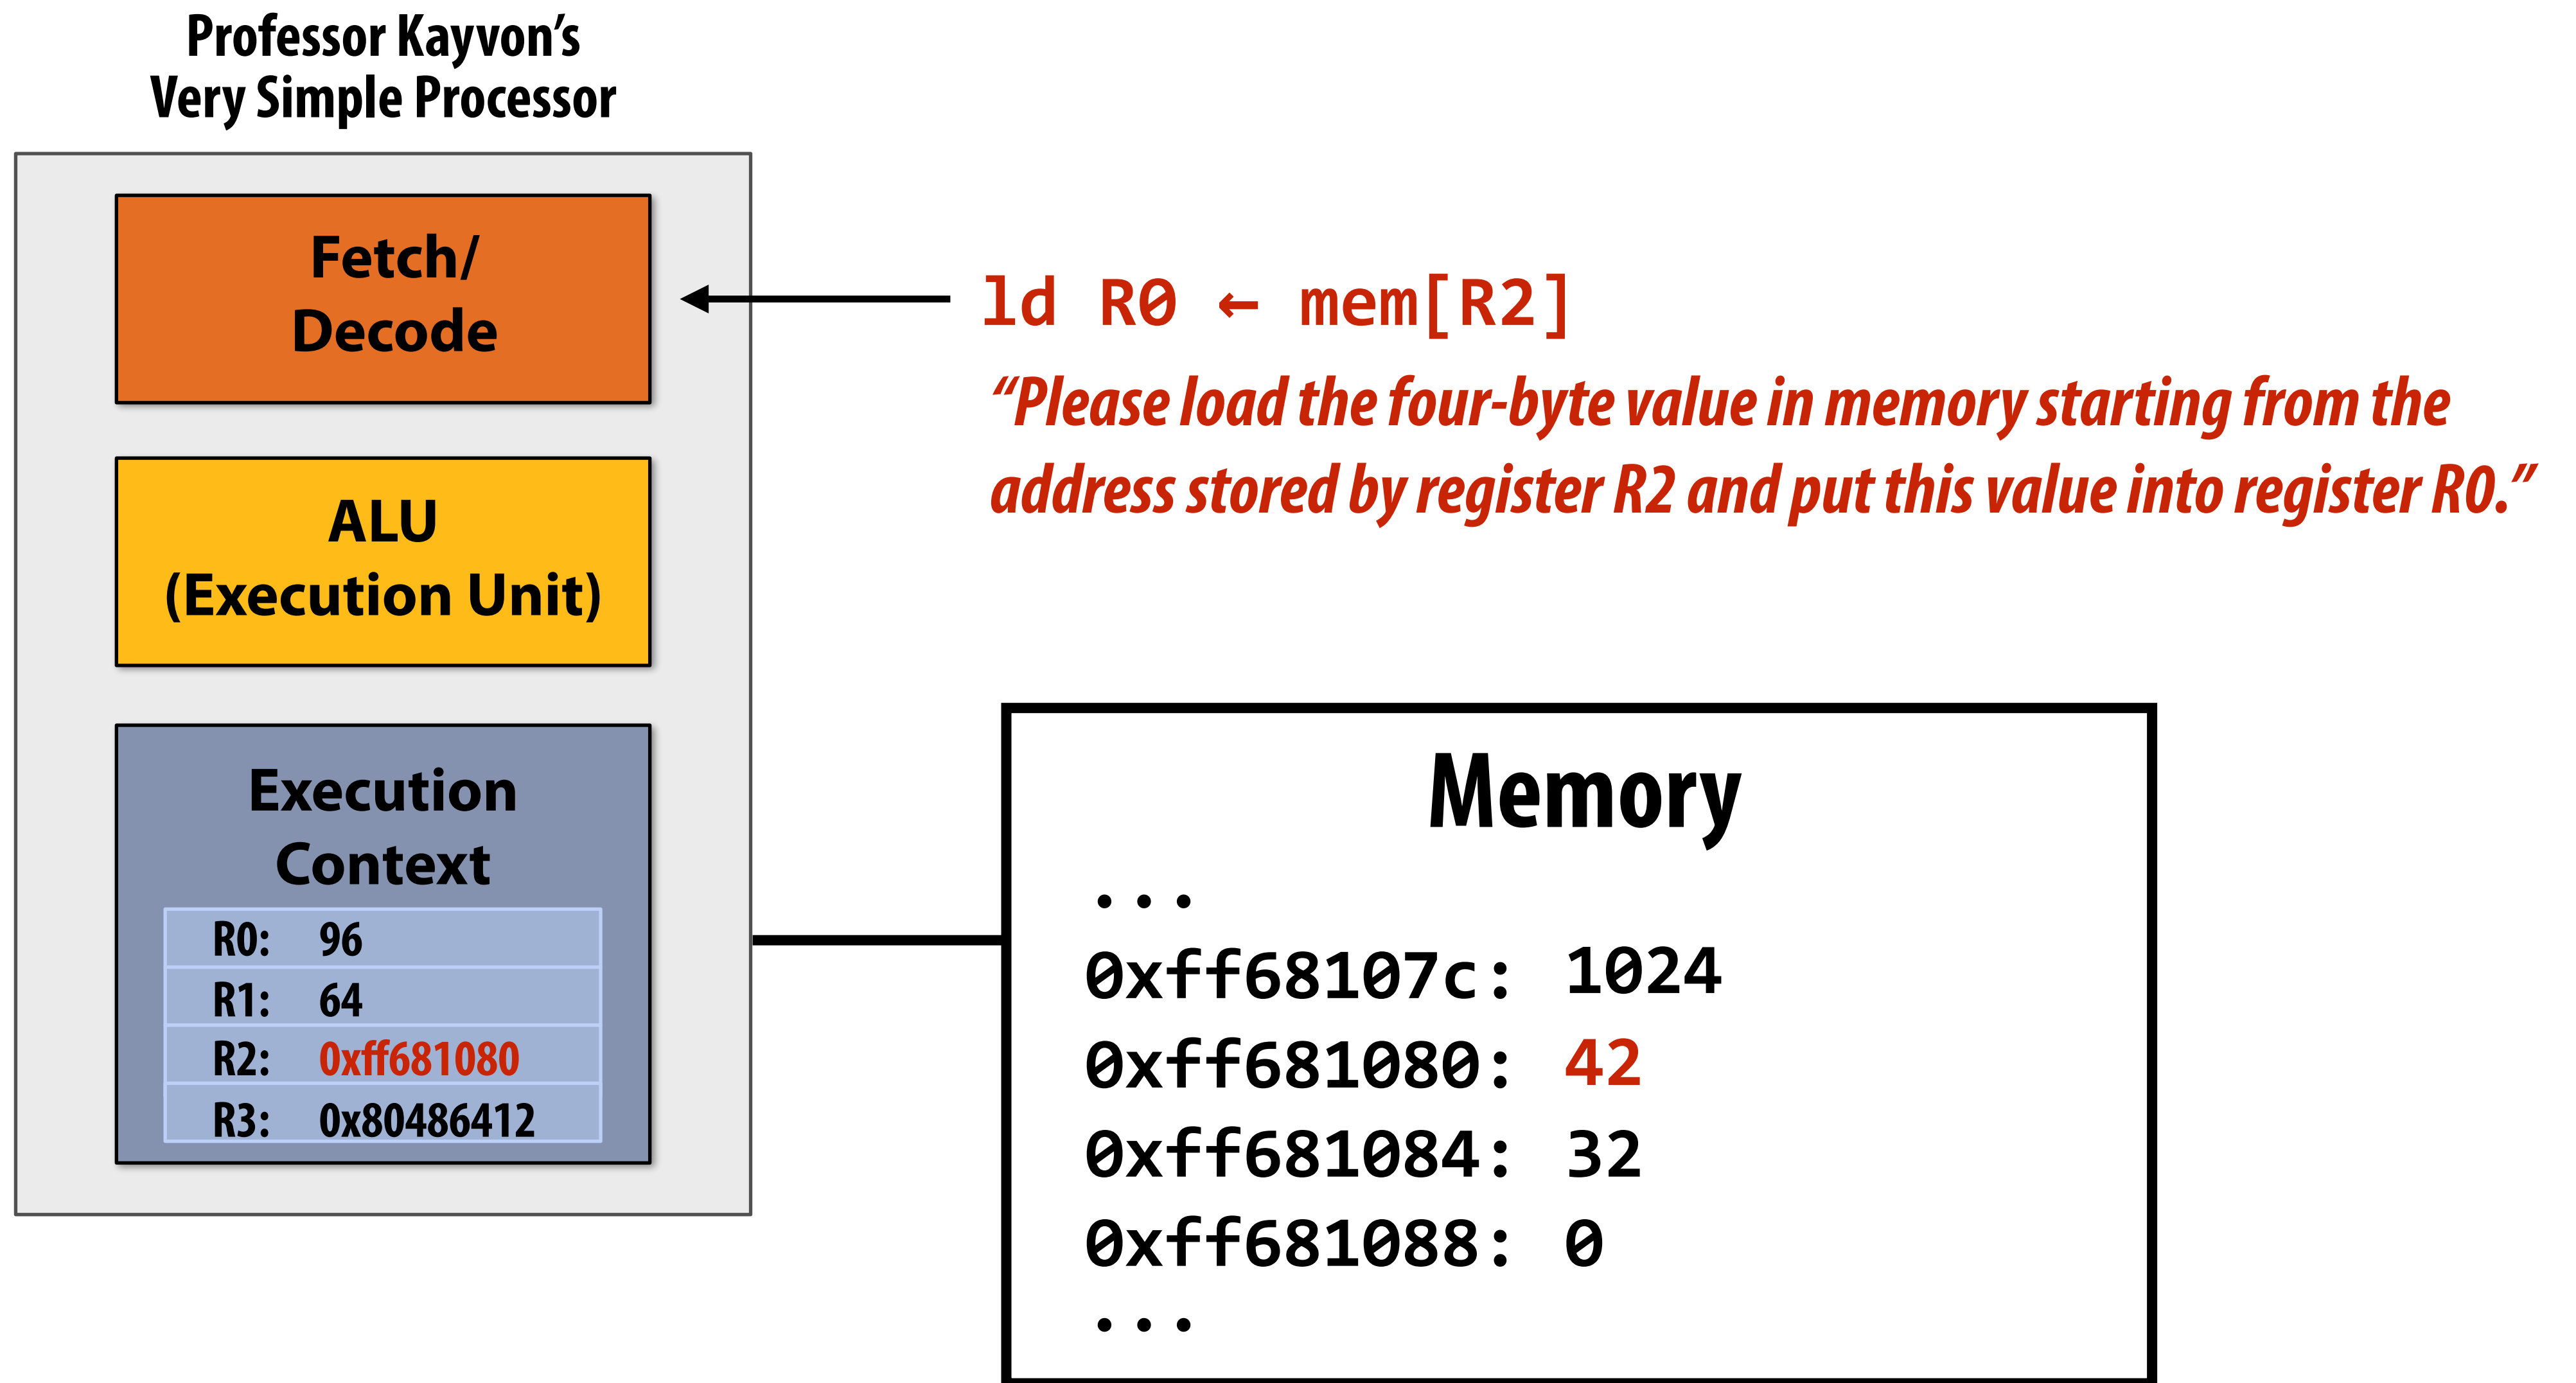 Professor Kayvon’s
Very Simple Processor
Fetch/
Decode
ALU
(Execution Unit)
Execution
Context
R0: 96
R1: 64
R2: 0xff681080
R3: 0x80486412
ld R0 ← mem[R2]
“Please load the four-byte value in memory starting from the
address stored by register R2 and put this value into register R0.”
Memory
...
0xff68107c: 1024
0xff681080: 42
0xff681084: 32
0xff681088: 0
...